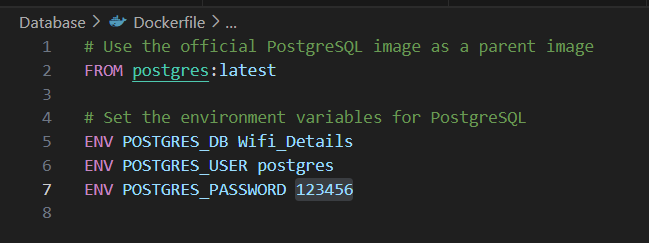 Database > Dockerfile > ...
1 # Use the official PostgreSQL image as a parent image
2 FROM postgres:latest
3
4 # Set the environment variables for PostgreSQL
5 ENV POSTGRES_DB Wifi_Details
6 ENV POSTGRES_USER postgres
7 ENV POSTGRES_PASSWORD 123456
8